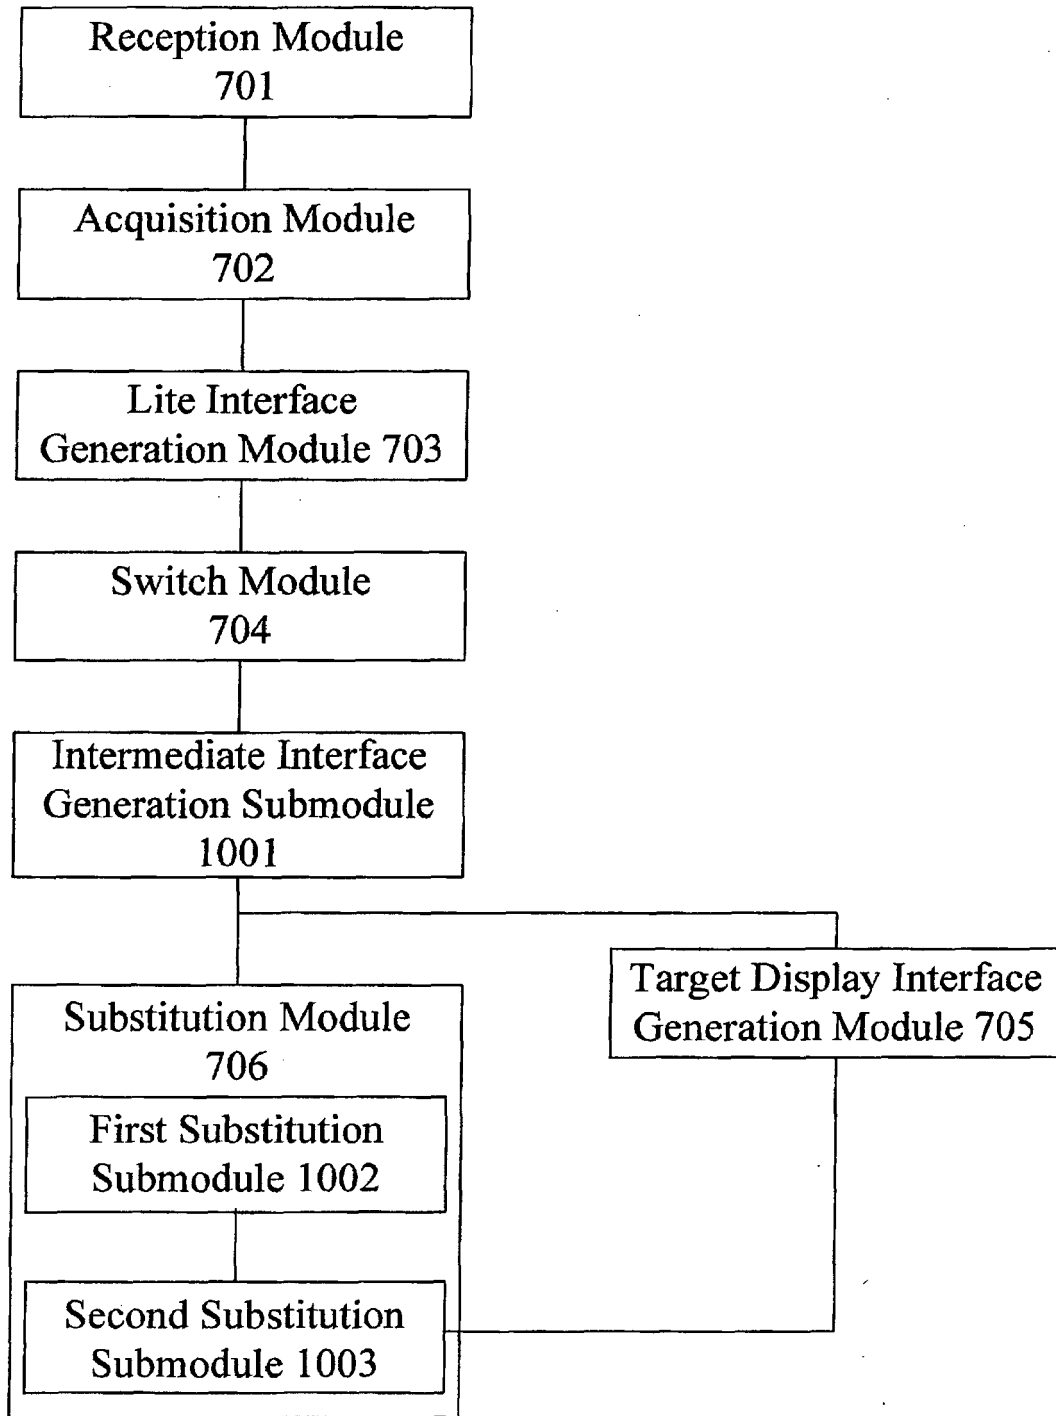 Reception Module
701
Acquisition Module
702
Lite Interface
Generation Module 703
Switch Module
704
Intermediate Interface
Generation Submodule
1001
Target Display Interface
Generation Module 705
Substitution Module
706
First Substitution
Submodule 1002
Second Substitution
Submodule 1003